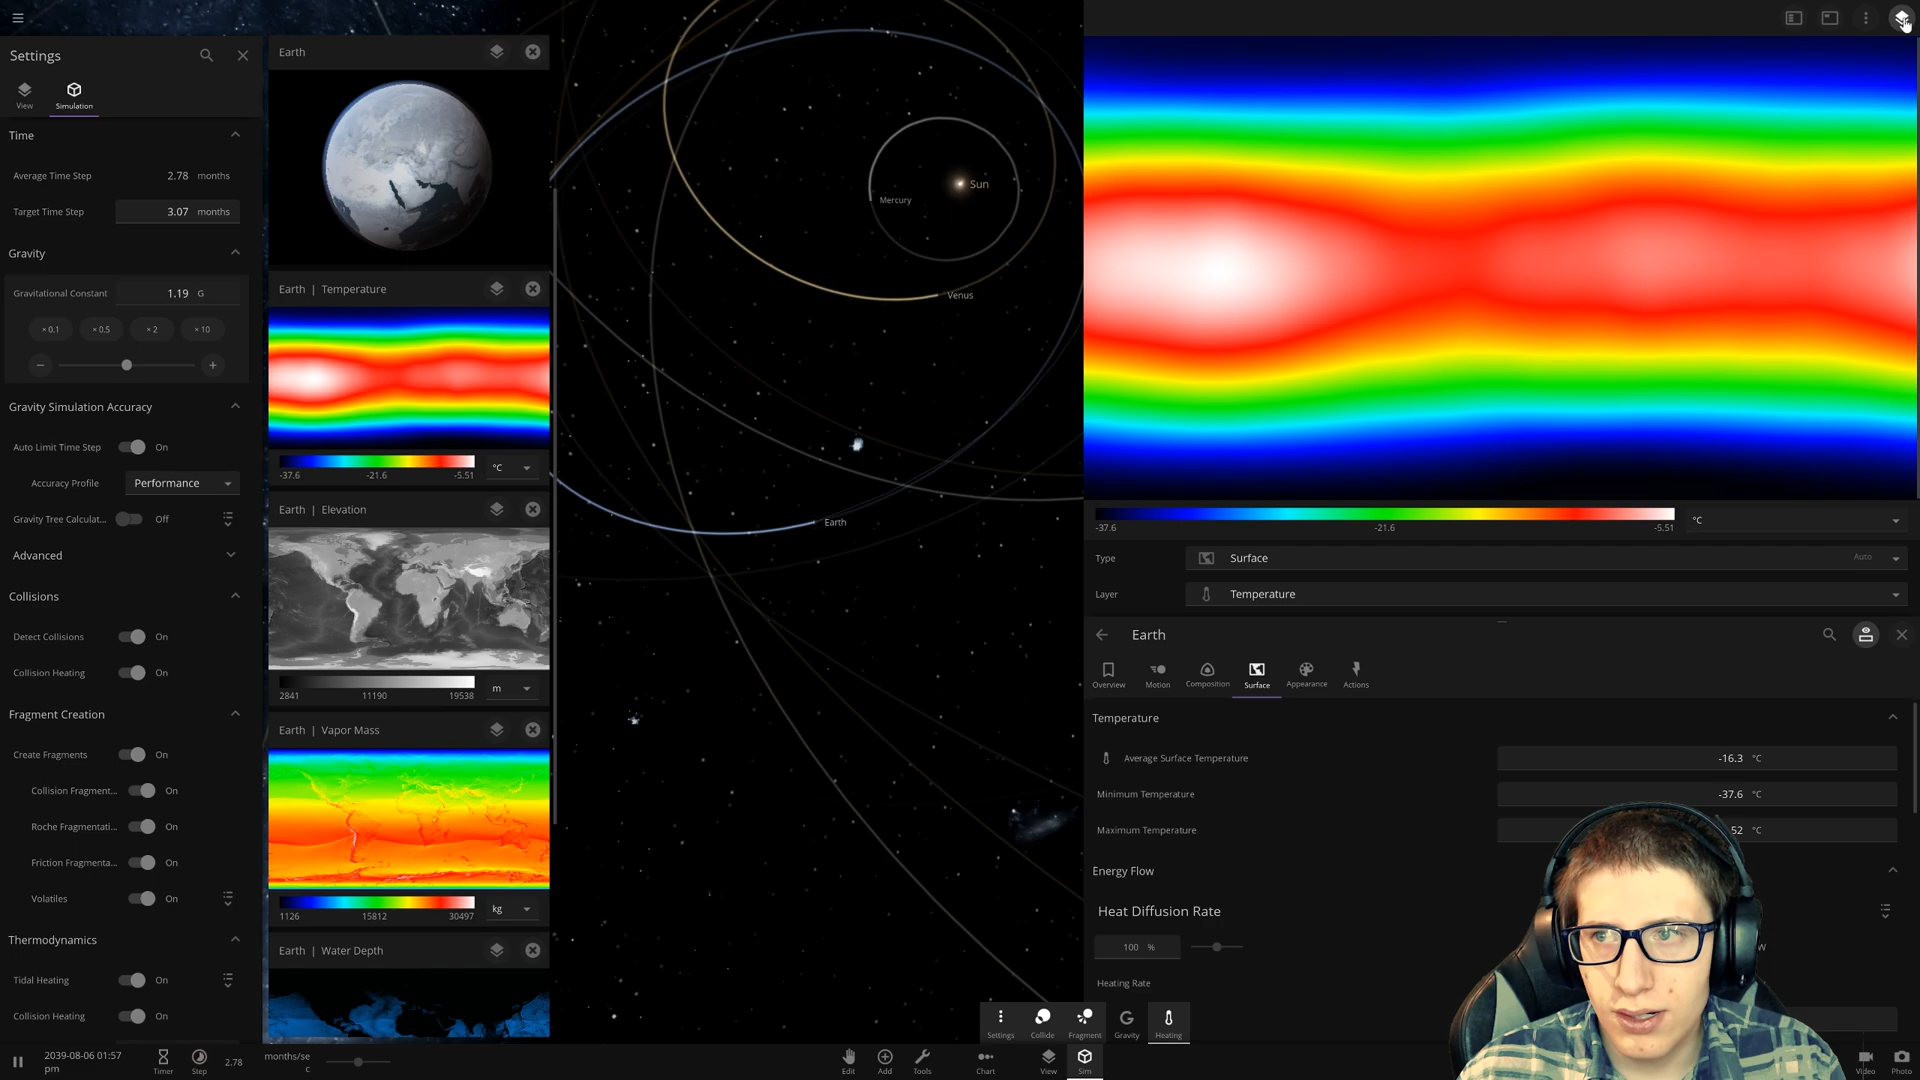 Settings
View
Simulation
Time
Average Time Step 2.78 months
Target Time Step 3.07 months
Gravity
Gravitational Constant 1.19 G
× 0.1 × 0.5 × 2 × 10
Gravity Simulation Accuracy
Auto Limit Time Step On
Accuracy Profile Performance
Gravity Tree Calculat... Off
Advanced
Collisions
Detect Collisions On
Collision Heating On
Fragment Creation
Create Fragments On
Collision Fragment... On
Roche Fragmentati... On
Friction Fragmenta... On
Volatiles On
Thermodynamics
Tidal Heating On
Collision Heating On
Earth
Earth | Temperature
-37.6 -21.6 -5.51 °C
Earth | Elevation
2841 11190 19538 m
Earth | Vapor Mass
1126 15812 30497 kg
Earth | Water Depth
Sun
Mercury
Venus
Earth
-37.6 -21.6 -5.51 °C
Type Surface Auto
Layer Temperature
Earth
Overview Motion Composition Surface Appearance Actions
Temperature
Average Surface Temperature -16.3 °C
Minimum Temperature -37.6 °C
Maximum Temperature 52 °C
Energy Flow
Heat Diffusion Rate
100 % W
Heating Rate
Settings Collide Fragment Gravity Heating
2039-08-06 01:57
pm
Timer Step 2.78
months/se
c
Edit Add Tools Chart View Sim Video Photo